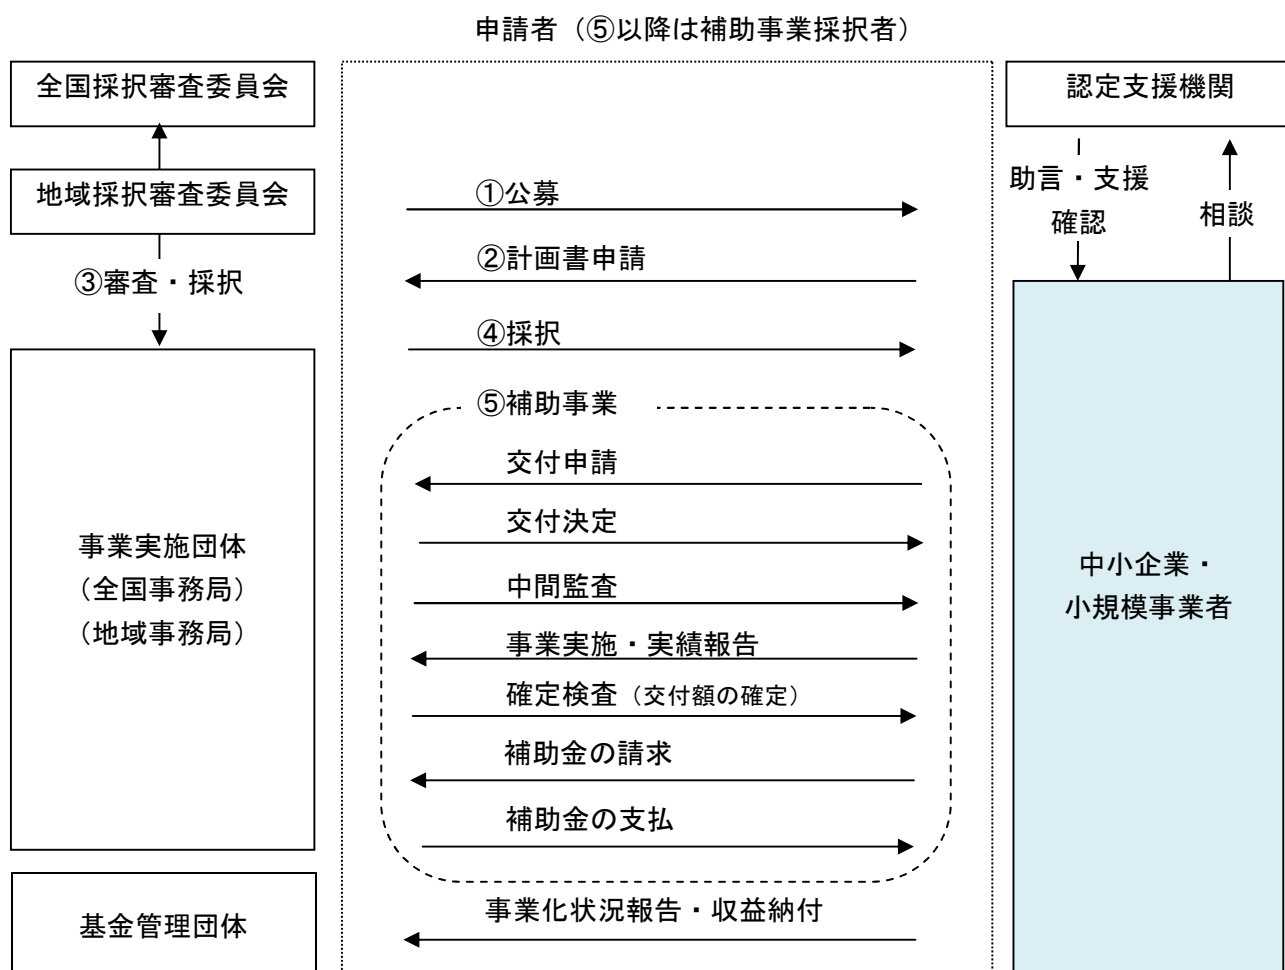 申請者（⑤以降は補助事業採択者）
全国採択審査委員会
地域採択審査委員会
③審査・採択
事業実施団体
（全国事務局）
（地域事務局）
基金管理団体
①公募
②計画書申請
④採択
⑤補助事業
交付申請
交付決定
中間監査
事業実施・実績報告
確定検査（交付額の確定）
補助金の請求
補助金の支払
事業化状況報告・収益納付
認定支援機関
助言・支援
確認
相談
中小企業・
小規模事業者